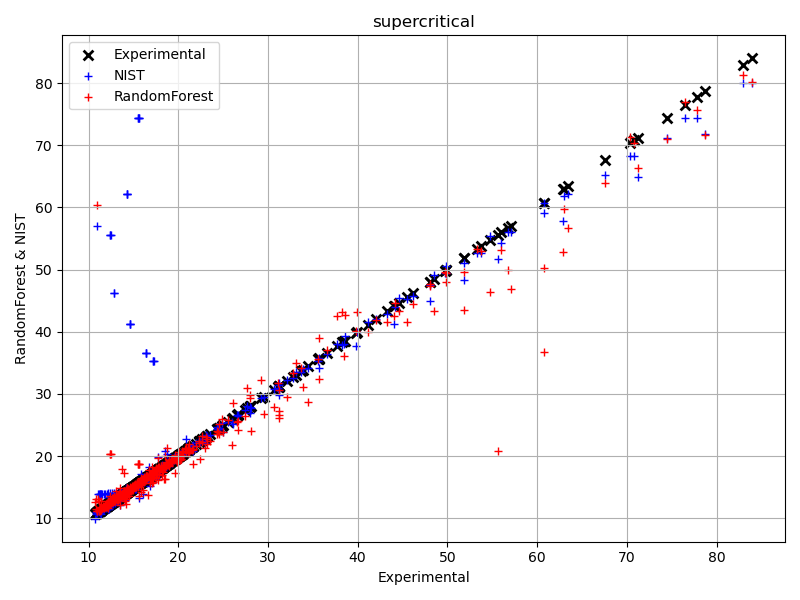 supercritical
Experimental
NIST
RandomForest
RandomForest & NIST
80
70
60
50
40
30
20
10
10 20 30 40 50 60 70 80
Experimental